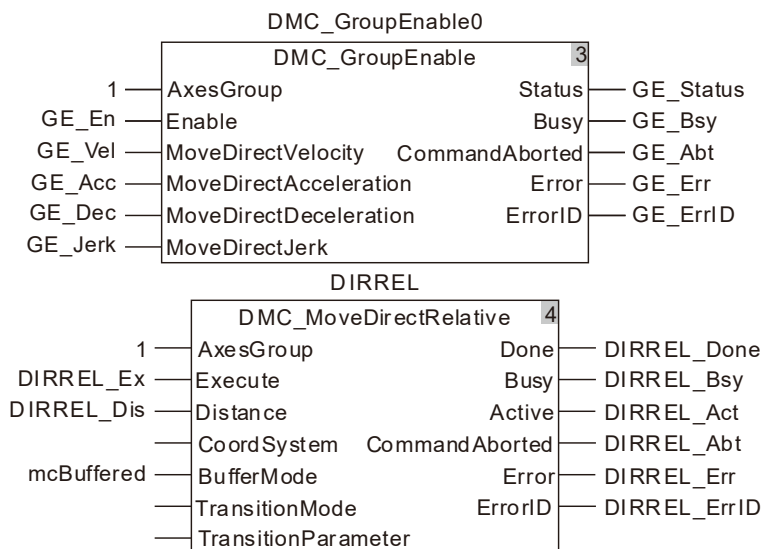 DMC_GroupEnable0
DMC_GroupEnable 3
1 AxesGroup Status GE_Status
GE_En Enable Busy GE_Bsy
GE_Vel MoveDirectVelocity CommandAborted GE_Abt
GE_Acc MoveDirectAcceleration Error GE_Err
GE_Dec MoveDirectDeceleration ErrorID GE_ErrID
GE_Jerk MoveDirectJerk
DIRREL
DMC_MoveDirectRelative 4
1 AxesGroup Done DIRREL_Done
DIRREL_Ex Execute Busy DIRREL_Bsy
DIRREL_Dis Distance Active DIRREL_Act
CoordSystem CommandAborted DIRREL_Abt
mcBuffered BufferMode Error DIRREL_Err
TransitionMode ErrorID DIRREL_ErrID
TransitionParameter